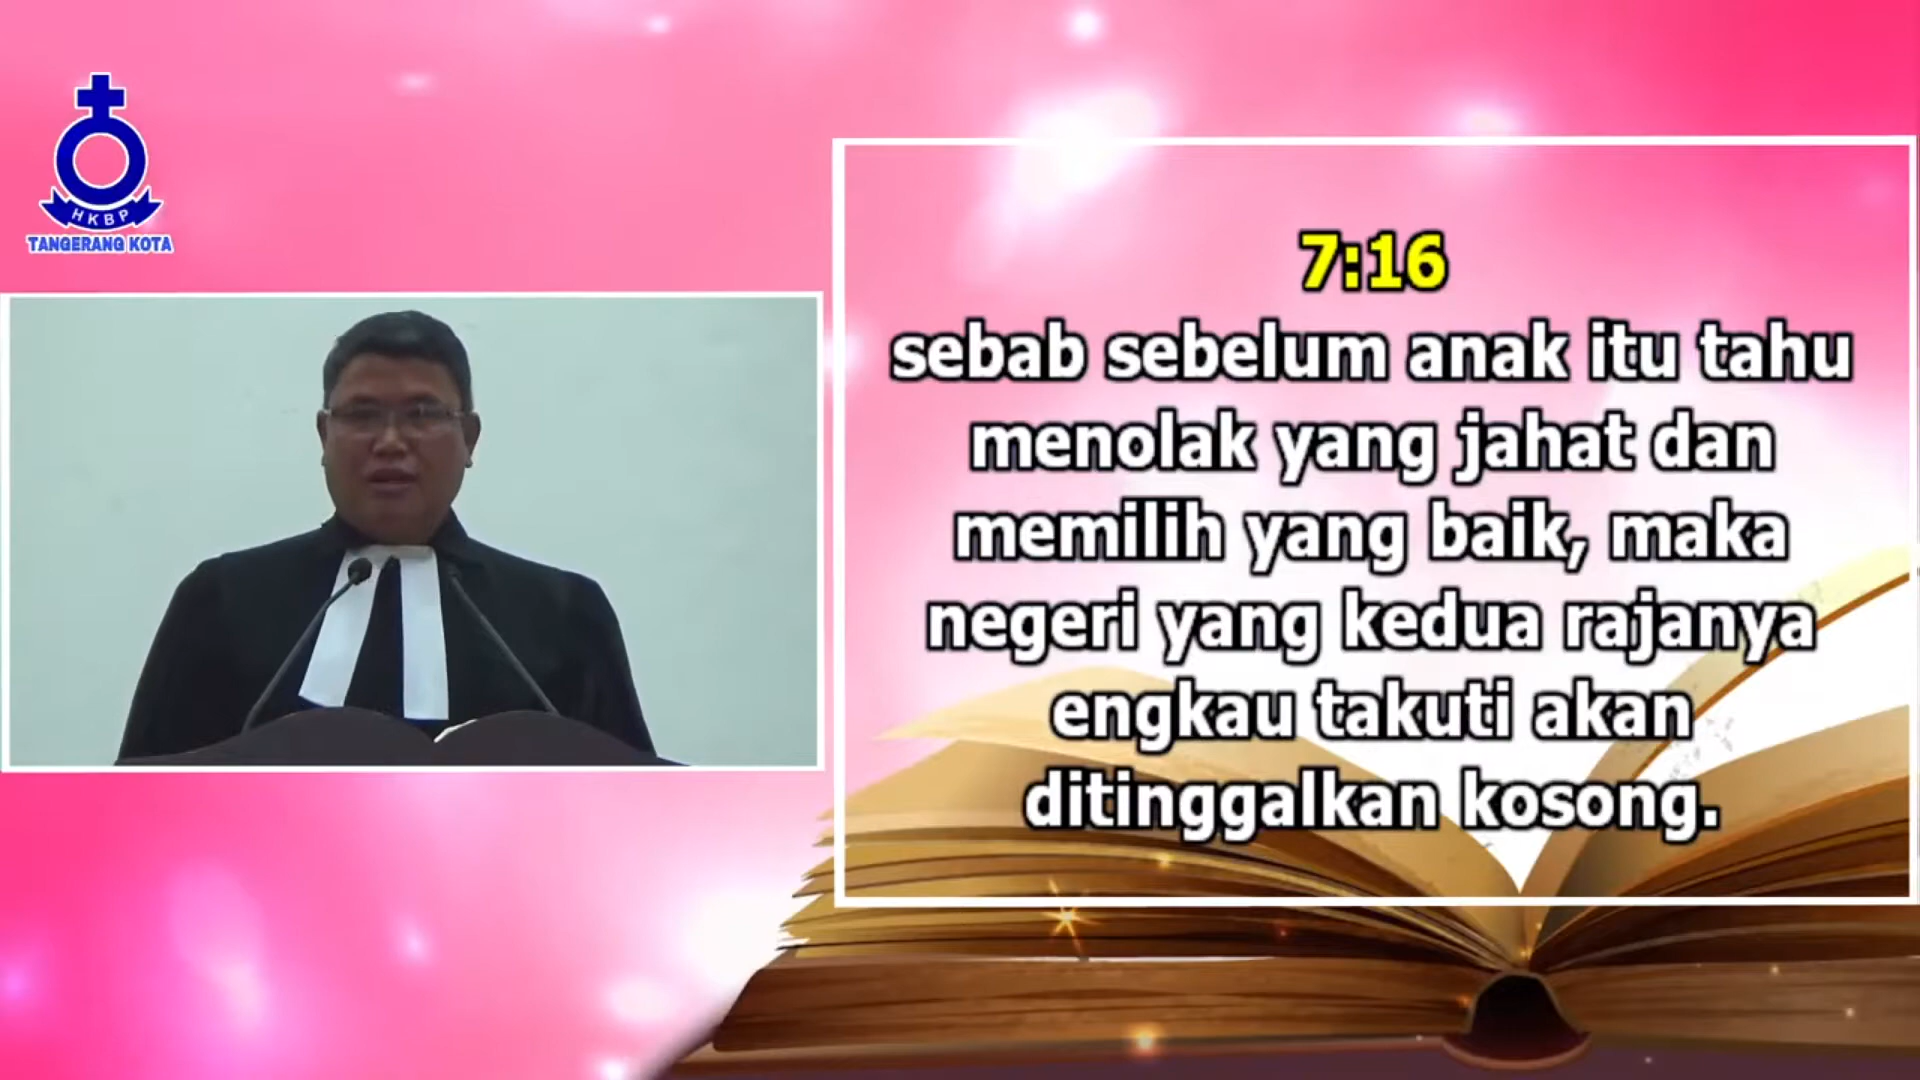 HKBP
TANGERANG KOTA
7:16
sebab sebelum anak itu tahu
menolak yang jahat dan
memilih yang baik, maka
negeri yang kedua rajanya
engkau takuti akan
ditinggalkan kosong.